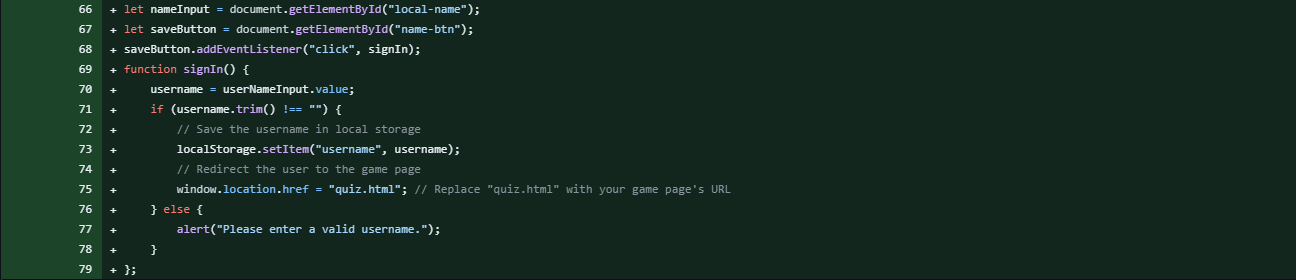 66 + let nameInput = document.getElementById("local-name");
67 + let saveButton = document.getElementById("name-btn");
68 + saveButton.addEventListener("click", signIn);
69 + function signIn() {
70 +     username = userNameInput.value;
71 +     if (username.trim() !== "") {
72 +         // Save the username in local storage
73 +         localStorage.setItem("username", username);
74 +         // Redirect the user to the game page
75 +         window.location.href = "quiz.html"; // Replace "quiz.html" with your game page's URL
76 +     } else {
77 +         alert("Please enter a valid username.");
78 +     }
79 + };